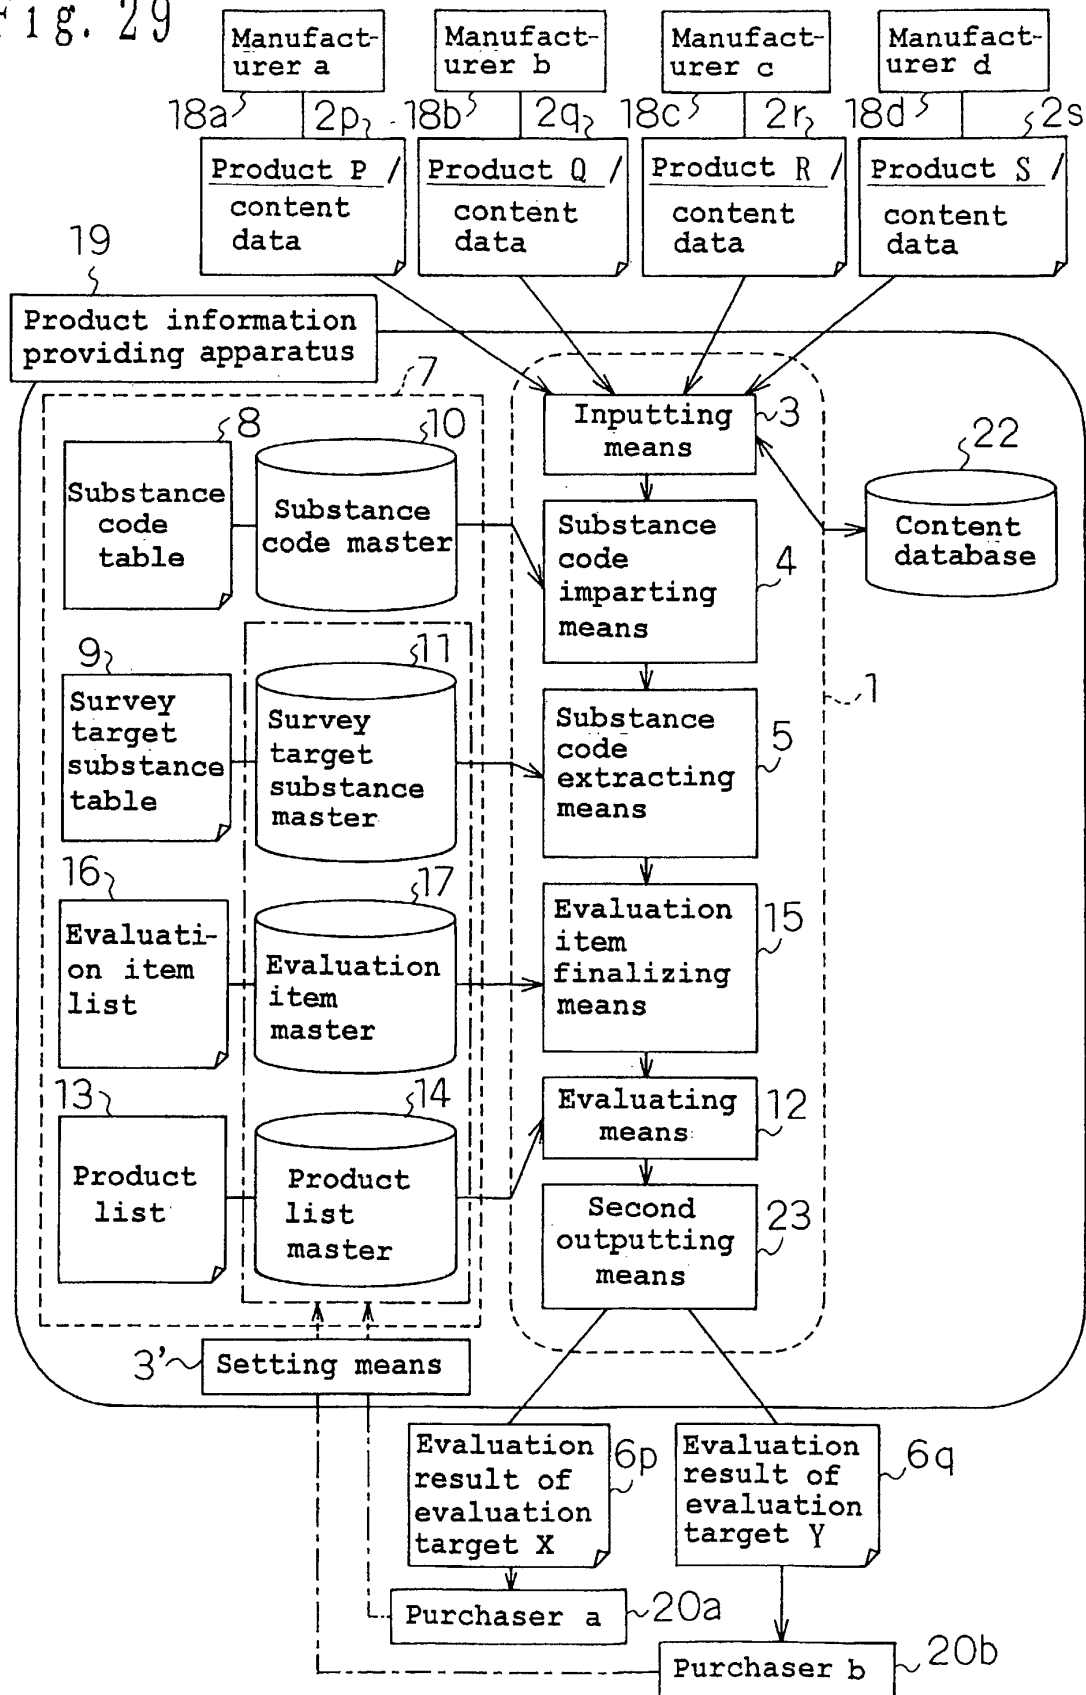 Fig. 29
Manufact-
urer a
Manufact-
urer b
Manufact-
urer c
Manufact-
urer d
18a 2p 18b 2q 18c 2r 18d 2s
Product P /
content
data
Product Q /
content
data
Product R /
content
data
Product S /
content
data
19
Product information
providing apparatus
7
8
Substance
code
table
10
Substance
code master
Inputting
means
3
22
Content
database
Substance
code
imparting
means
4
9
Survey
target
substance
table
11
Survey
target
substance
master
Substance
code
extracting
means
5
1
16
Evaluati-
on item
list
17
Evaluation
item
master
Evaluation
item
finalizing
means
15
13
Product
list
14
Product
list
master
Evaluating
means
12
Second
outputting
means
23
3'
Setting means
Evaluation
result of
evaluation
target X
6p
Evaluation
result of
evaluation
target Y
6q
Purchaser a
20a
Purchaser b
20b